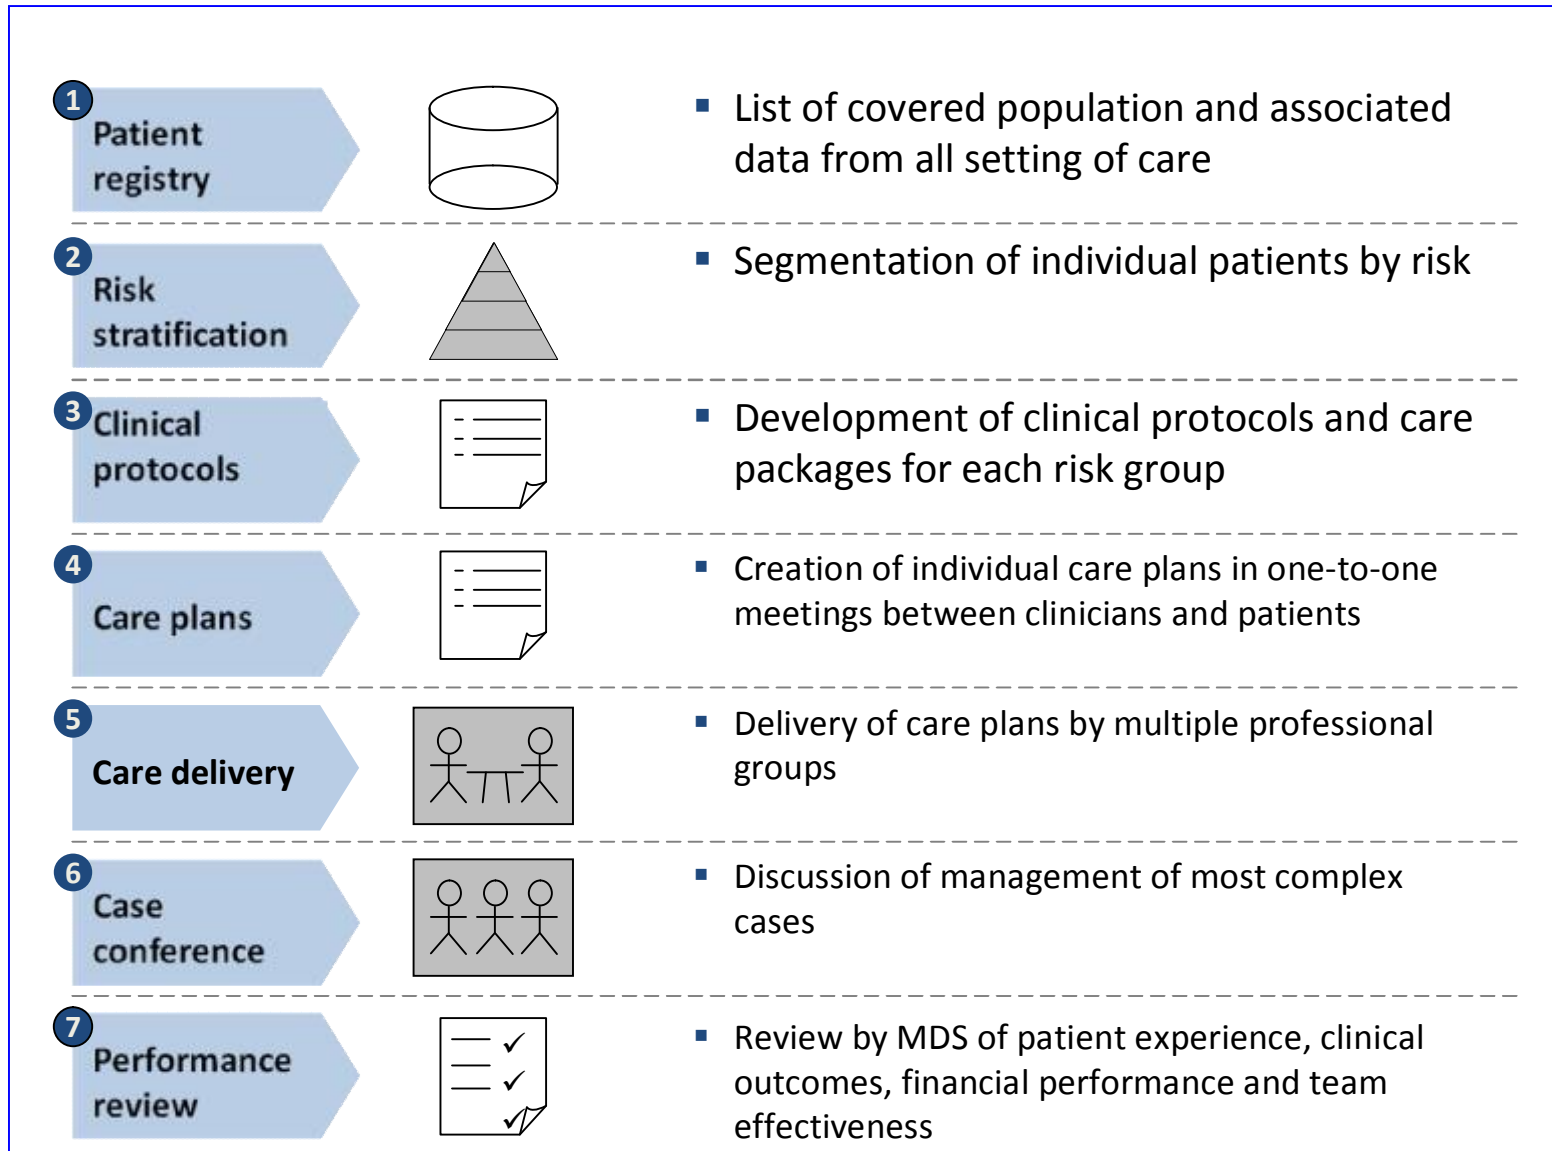 1
Patient
registry
▪ List of covered population and associated
data from all setting of care
2
Risk
stratification
▪ Segmentation of individual patients by risk
3
Clinical
protocols
▪ Development of clinical protocols and care
packages for each risk group
4
Care plans
▪ Creation of individual care plans in one-to-one
meetings between clinicians and patients
5
Care delivery
▪ Delivery of care plans by multiple professional
groups
6
Case
conference
▪ Discussion of management of most complex
cases
7
Performance
review
▪ Review by MDS of patient experience, clinical
outcomes, financial performance and team
effectiveness